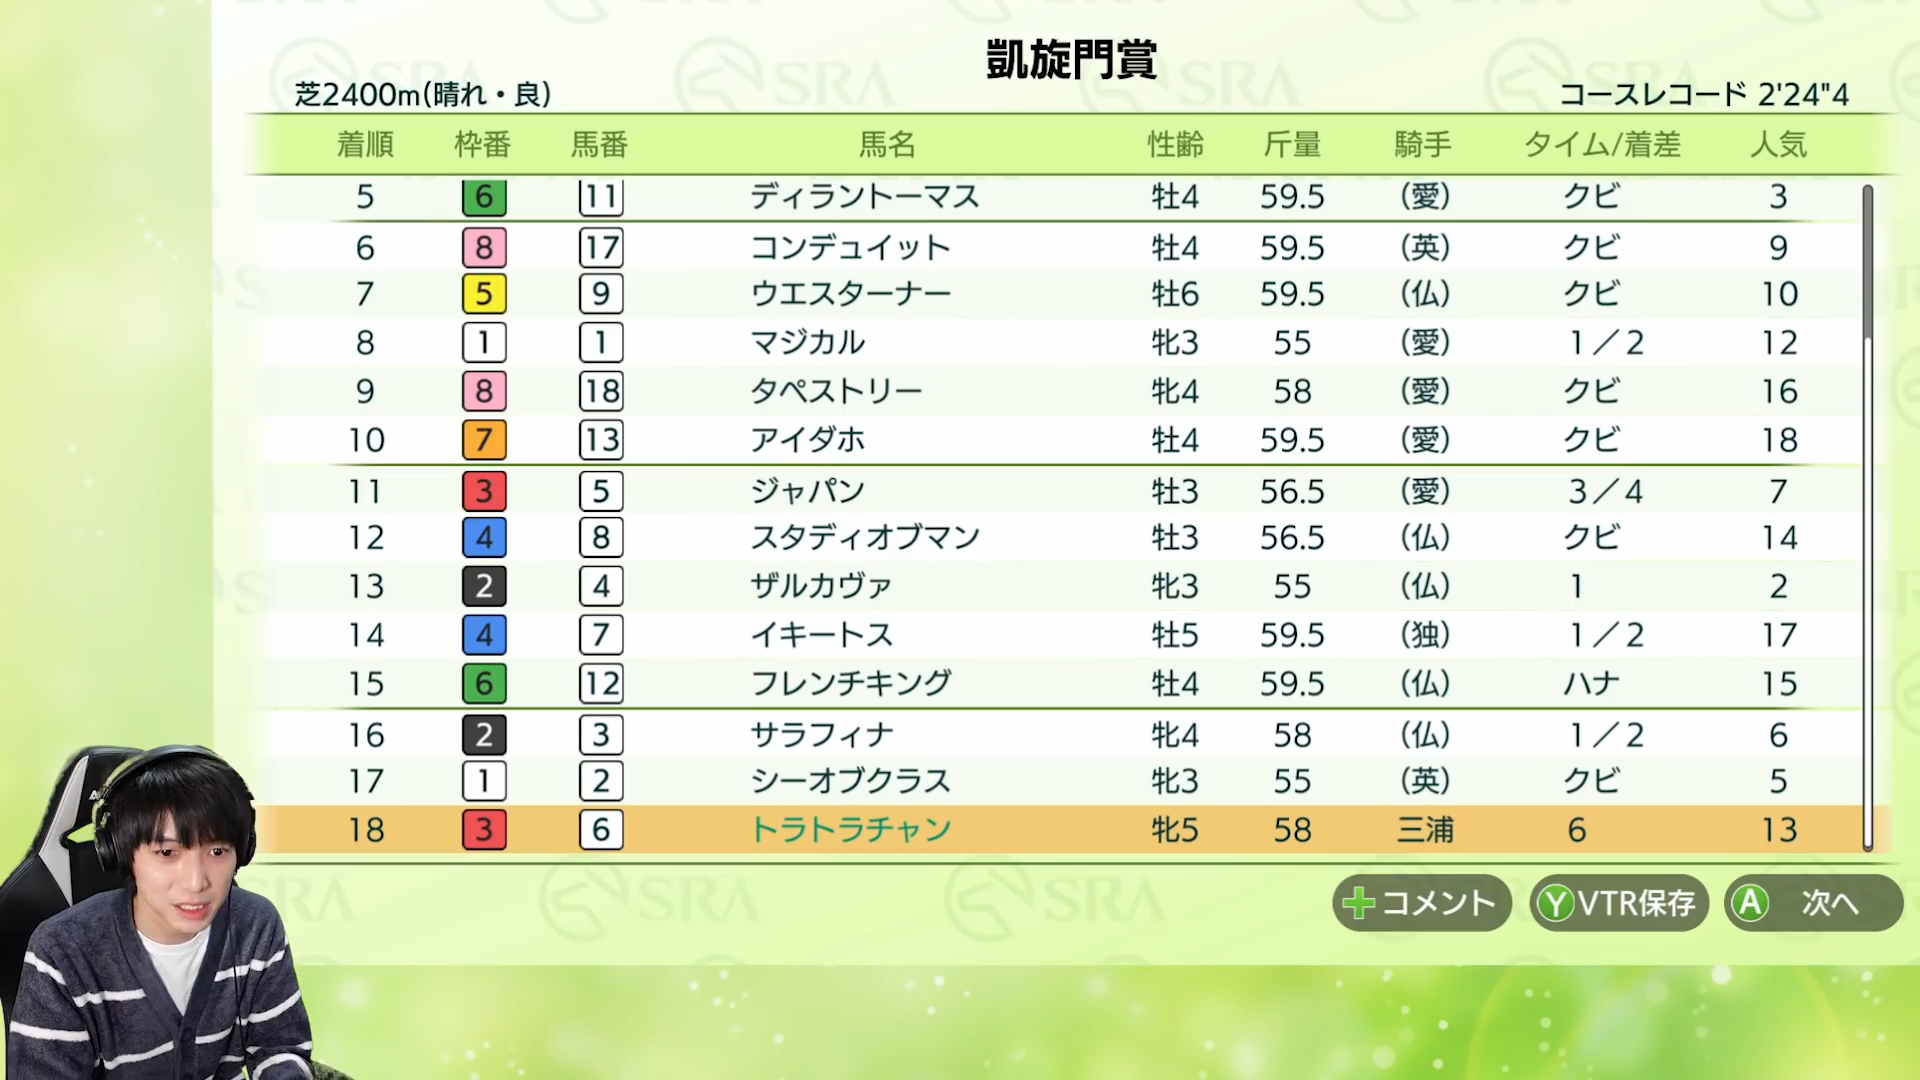 凱旋門賞
芝2400m(晴れ・良) コースレコード 2'24"4
着順 枠番 馬番 馬名 性齢 斤量 騎手 タイム/着差 人気
5 6 11 ディラントーマス 牡4 59.5 (愛) クビ 3
6 8 17 コンデュイット 牡4 59.5 (英) クビ 9
7 5 9 ウエスターナー 牡6 59.5 (仏) クビ 10
8 1 1 マジカル 牝3 55 (愛) 1／2 12
9 8 18 タペストリー 牝4 58 (愛) クビ 16
10 7 13 アイダホ 牡4 59.5 (愛) クビ 18
11 3 5 ジャパン 牡3 56.5 (愛) 3／4 7
12 4 8 スタディオブマン 牡3 56.5 (仏) クビ 14
13 2 4 ザルカヴァ 牝3 55 (仏) 1 2
14 4 7 イキートス 牡5 59.5 (独) 1／2 17
15 6 12 フレンチキング 牡4 59.5 (仏) ハナ 15
16 2 3 サラフィナ 牝4 58 (仏) 1／2 6
17 1 2 シーオブクラス 牝3 55 (英) クビ 5
18 3 6 トラトラチャン 牝5 58 三浦 6 13
SRA SRA SRA
コメント Y VTR保存 A 次へ